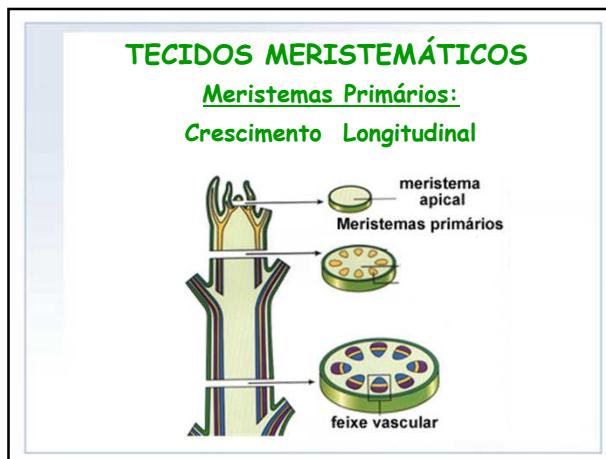 TECIDOS MERISTEMÁTICOS
Meristemas Primários:
Crescimento Longitudinal
meristema
apical
Meristemas primários
feixe vascular